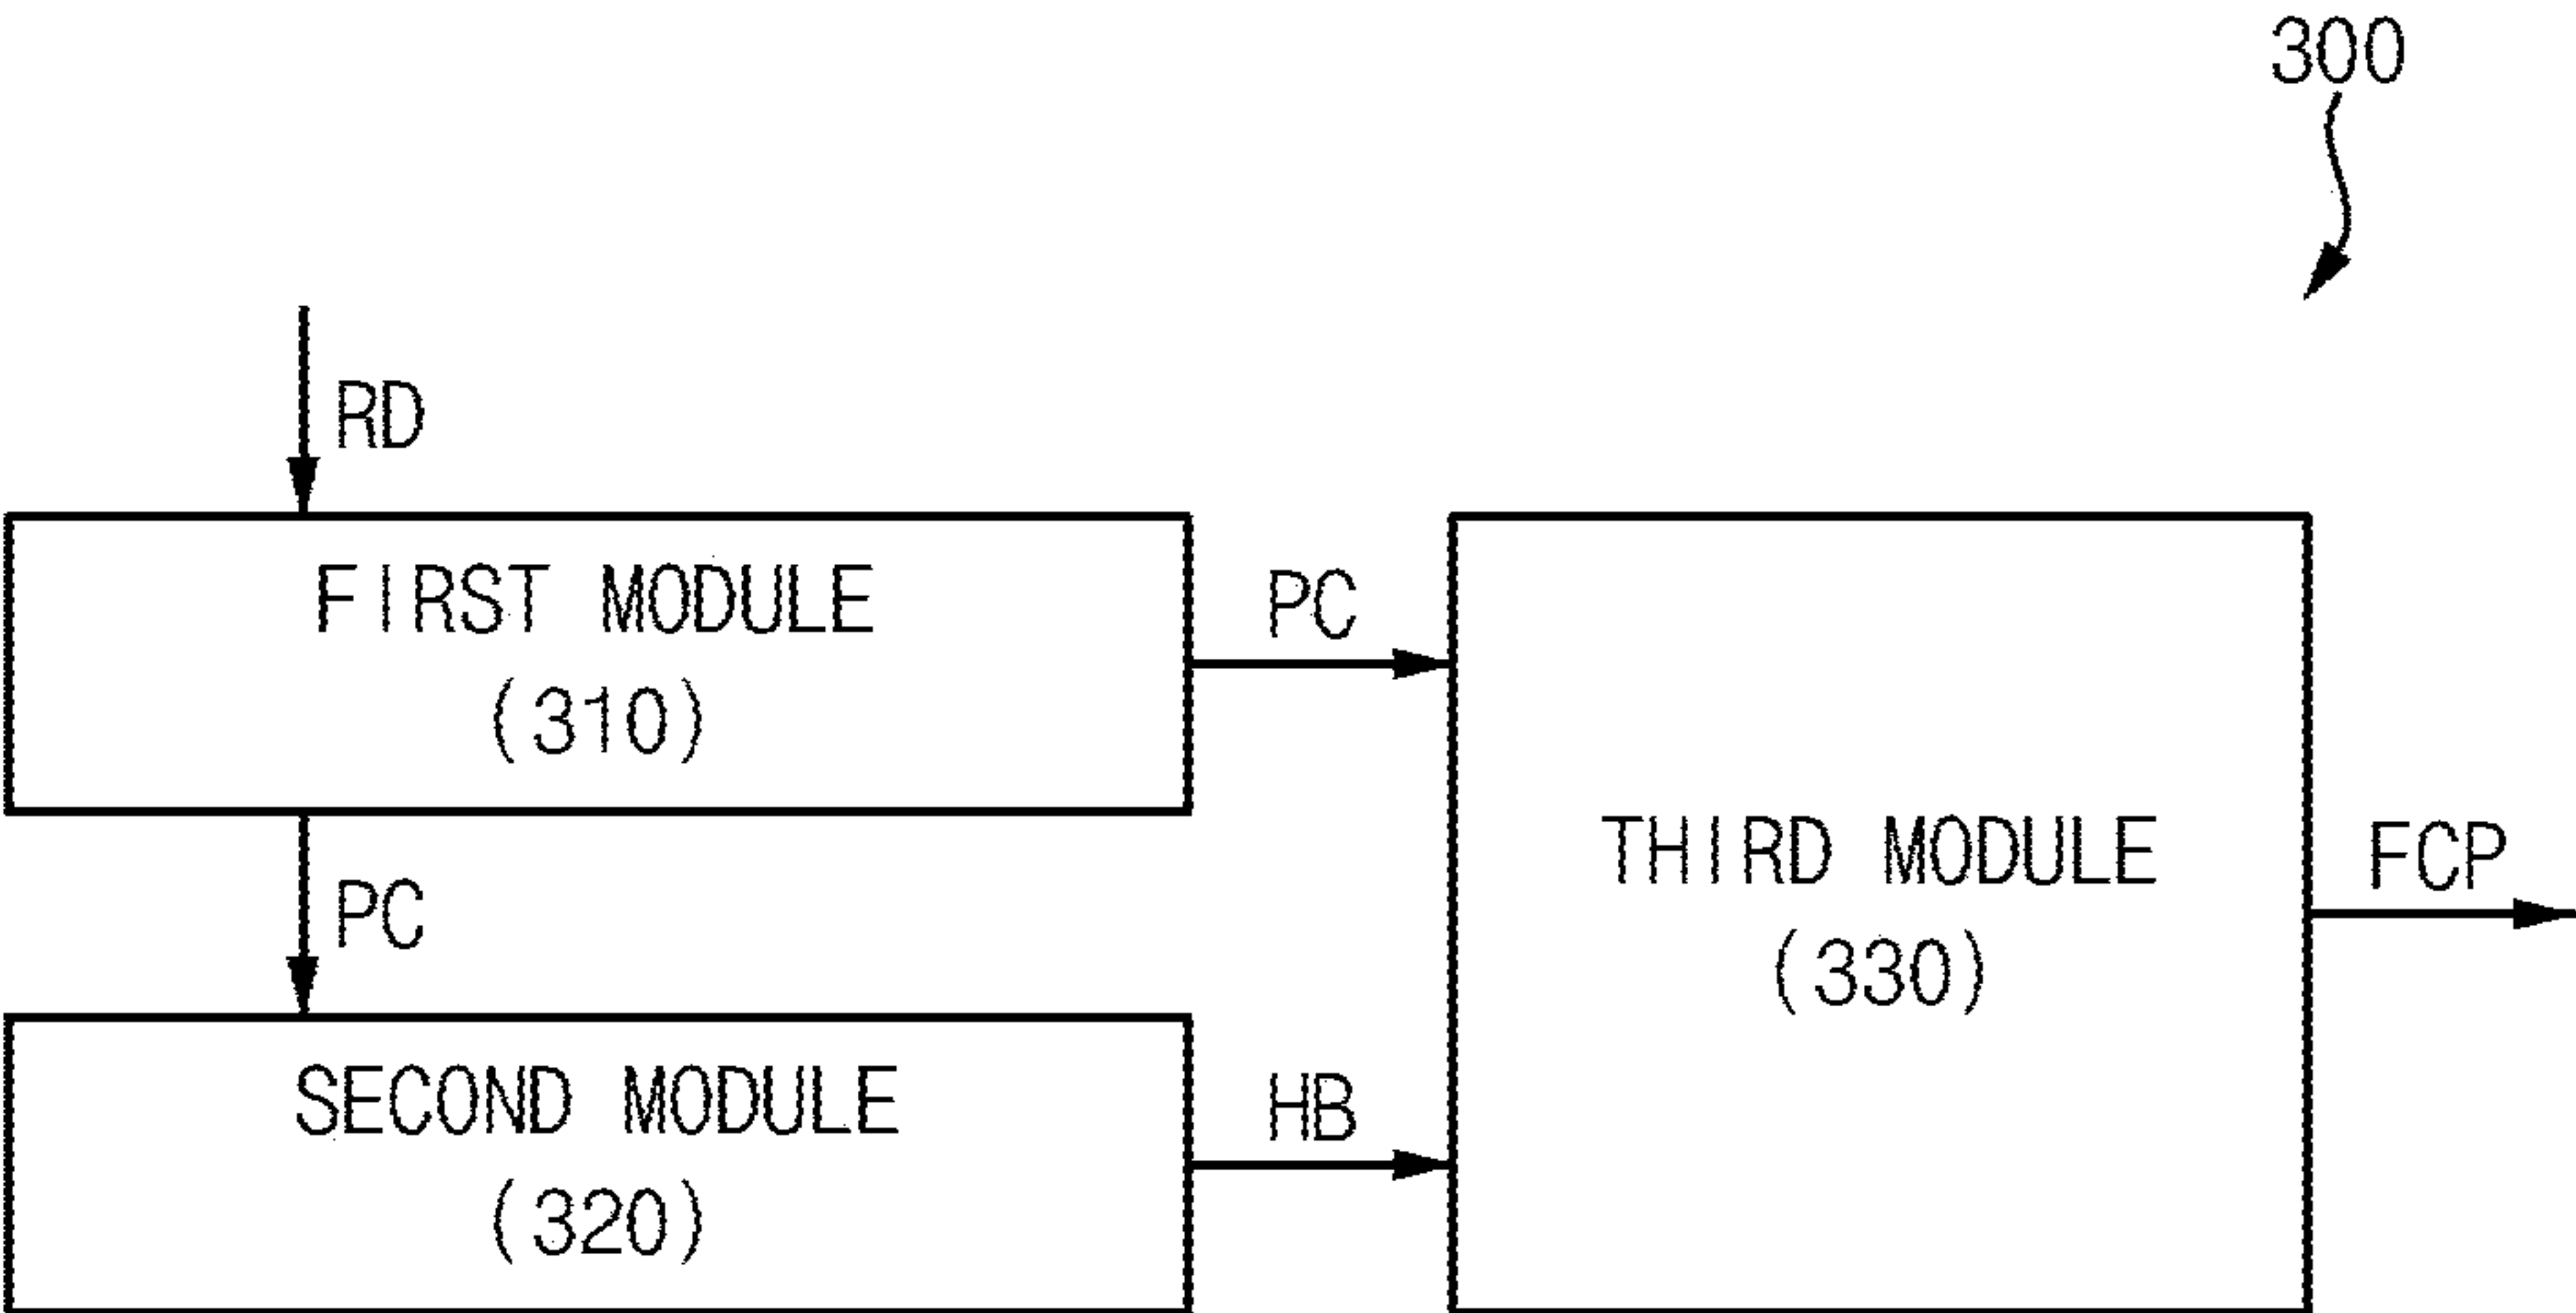 300
RD
FIRST MODULE
(310)
PC
PC
THIRD MODULE
(330)
FCP
SECOND MODULE
(320)
HB